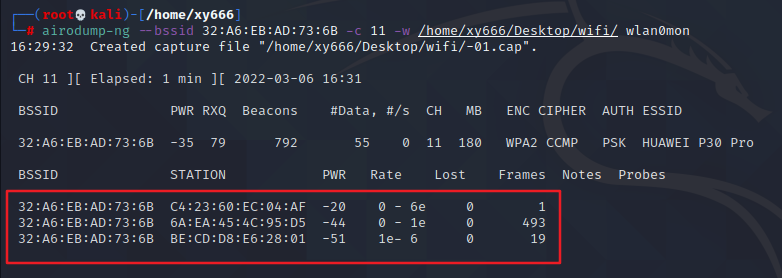 ┌──(root💀kali)-[/home/xy666]
└─# airodump-ng --bssid 32:A6:EB:AD:73:6B -c 11 -w /home/xy666/Desktop/wifi/ wlan0mon
16:29:32  Created capture file "/home/xy666/Desktop/wifi/-01.cap".
CH 11 ][ Elapsed: 1 min ][ 2022-03-06 16:31
BSSID              PWR RXQ  Beacons    #Data, #/s  CH   MB   ENC CIPHER  AUTH ESSID
32:A6:EB:AD:73:6B  -35  79      792       55    0  11  180   WPA2 CCMP   PSK  HUAWEI P30 Pro
BSSID              STATION            PWR   Rate    Lost    Frames  Notes  Probes
32:A6:EB:AD:73:6B  C4:23:60:EC:04:AF  -20    0 - 6e     0        1
32:A6:EB:AD:73:6B  6A:EA:45:4C:95:D5  -44    0 - 1e     0      493
32:A6:EB:AD:73:6B  BE:CD:D8:E6:28:01  -51    1e- 6      0       19